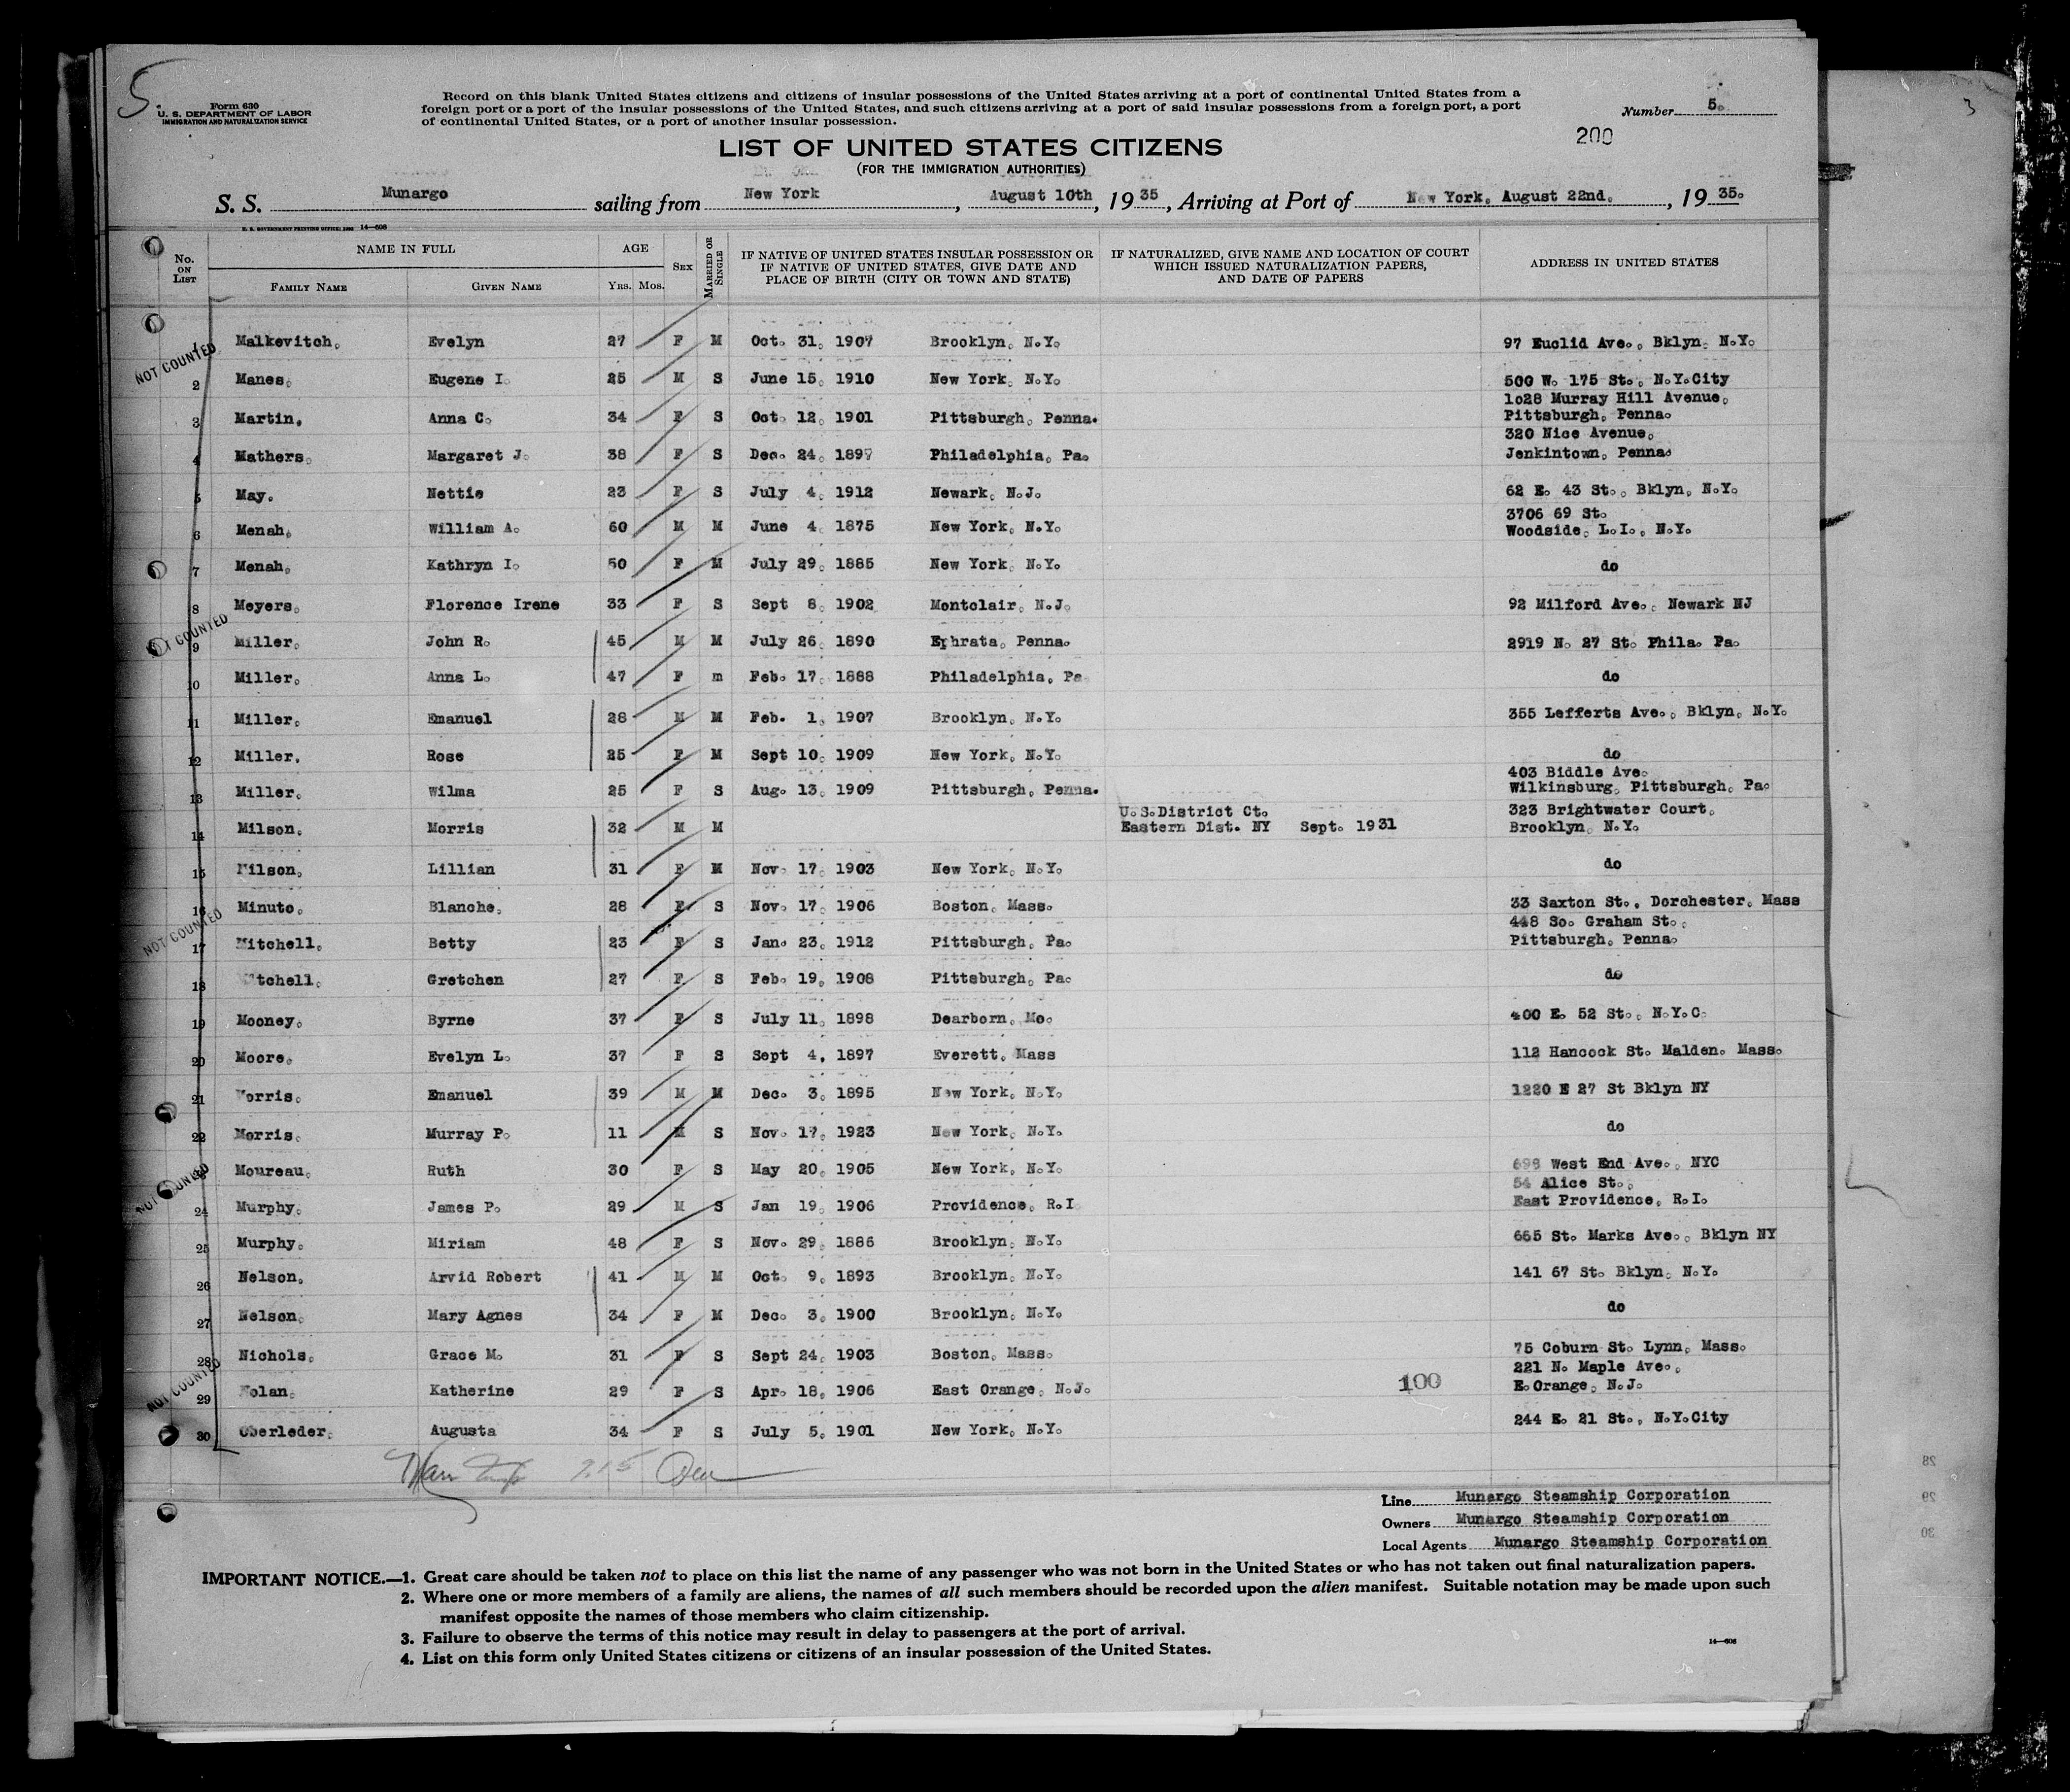 5.
Form 630
U. S. DEPARTMENT OF LABOR
IMMIGRATION AND NATURALIZATION SERVICE
Record on this blank United States citizens and citizens of insular possessions of the United States arriving at a port of continental United States from a
foreign port or a port of the insular possessions of the United States, and such citizens arriving at a port of said insular possessions from a foreign port, a port
of continental United States, or a port of another insular possession.
Number 5.
3
200
LIST OF UNITED STATES CITIZENS
(FOR THE IMMIGRATION AUTHORITIES)
S. S. Munargo sailing from New York, August 10th, 1935, Arriving at Port of New York, August 22nd., 1935.
U. S. GOVERNMENT PRINTING OFFICE: 14—608
No. ON LIST NAME IN FULL FAMILY NAME GIVEN NAME AGE YRS. MOS. SEX MARRIED OR SINGLE IF NATIVE OF UNITED STATES INSULAR POSSESSION OR IF NATIVE OF UNITED STATES, GIVE DATE AND PLACE OF BIRTH (CITY OR TOWN AND STATE) IF NATURALIZED, GIVE NAME AND LOCATION OF COURT WHICH ISSUED NATURALIZATION PAPERS, AND DATE OF PAPERS ADDRESS IN UNITED STATES
1 Malkevitch, Evelyn 27 F M Oct. 31, 1907 Brooklyn, N.Y. 97 Euclid Ave., Bklyn, N.Y.
NOT COUNTED
2 Manes, Eugene I. 25 M S June 15, 1910 New York, N.Y. 500 W. 175 St., N.Y.City
3 Martin, Anna C. 34 F S Oct. 12, 1901 Pittsburgh, Penna. 1028 Murray Hill Avenue, Pittsburgh, Penna.
4 Mathers, Margaret J. 38 F S Dec. 24, 1897 Philadelphia, Pa. 320 Nice Avenue, Jenkintown, Penna.
5 May, Nettie 23 F S July 4, 1912 Newark, N.J. 62 E. 43 St., Bklyn, N.Y.
6 Menah, William A. 60 M M June 4, 1875 New York, N.Y. 3706 69 St. Woodside, L.I., N.Y.
7 Menah, Kathryn I. 50 F M July 29, 1885 New York, N.Y. do
8 Meyers, Florence Irene 33 F S Sept 8, 1902 Montclair, N.J. 92 Milford Ave., Newark NJ
NOT COUNTED
9 Miller, John R. 45 M M July 26, 1890 Ephrata, Penna. 2919 N. 27 St. Phila. Pa.
10 Miller, Anna L. 47 F m Feb. 17, 1888 Philadelphia, Pa do
11 Miller, Emanuel 28 M M Feb. 1, 1907 Brooklyn, N.Y. 355 Lefferts Ave., Bklyn, N.Y.
12 Miller, Rose 25 F M Sept 10, 1909 New York, N.Y. do
13 Miller, Wilma 25 F S Aug. 13, 1909 Pittsburgh, Penna. 403 Biddle Ave. Wilkinsburg, Pittsburgh, Pa.
14 Milson, Morris 32 M M U.S.District Ct. Eastern Dist. NY Sept. 1931 323 Brightwater Court, Brooklyn, N.Y.
15 Milson, Lillian 31 F M Nov. 17, 1903 New York, N.Y. do
16 Minuto, Blanche, 28 F S Nov. 17, 1906 Boston, Mass. 33 Saxton St., Dorchester, Mass
NOT COUNTED
17 Mitchell, Betty 23 F S Jan. 23, 1912 Pittsburgh, Pa. 448 So. Graham St., Pittsburgh, Penna.
18 Mitchell, Gretchen 27 F S Feb. 19, 1908 Pittsburgh, Pa. do
19 Mooney, Byrne 37 F S July 11, 1898 Dearborn, Mo. 400 E. 52 St., N.Y.C.
20 Moore, Evelyn L. 37 F S Sept 4, 1897 Everett, Mass 112 Hancock St. Malden. Mass.
21 Morris, Emanuel 39 M M Dec. 3, 1895 New York, N.Y. 1220 E 27 St Bklyn NY
22 Morris, Murray P. 11 M S Nov. 17, 1923 New York, N.Y. do
23 Moureau, Ruth 30 F S May 20, 1905 New York, N.Y. 698 West End Ave., NYC
NOT COUNTED
24 Murphy, James P. 29 M S Jan 19, 1906 Providence, R.I 54 Alice St., East Providence, R.I.
25 Murphy, Miriam 48 F S Nov. 29, 1886 Brooklyn, N.Y. 665 St. Marks Ave., Bklyn NY
26 Nelson, Arvid Robert 41 M M Oct. 9, 1893 Brooklyn, N.Y. 141 67 St. Bklyn, N.Y.
27 Nelson, Mary Agnes 34 F M Dec. 3, 1900 Brooklyn, N.Y. do
28 Nichols, Grace M. 31 F S Sept 24, 1903 Boston, Mass. 75 Coburn St. Lynn, Mass.
NOT COUNTED
29 Nolan, Katherine 29 F S Apr. 18, 1906 East Orange, N.J. 100 221 N. Maple Ave., E.Orange, N.J.
30 Oberleder, Augusta 34 F S July 5, 1901 New York, N.Y. 244 E. 21 St., N.Y.City
Line Munargo Steamship Corporation
Owners Munargo Steamship Corporation
Local Agents Munargo Steamship Corporation
28
29
30
IMPORTANT NOTICE.—1. Great care should be taken not to place on this list the name of any passenger who was not born in the United States or who has not taken out final naturalization papers.
2. Where one or more members of a family are aliens, the names of all such members should be recorded upon the alien manifest. Suitable notation may be made upon such
manifest opposite the names of those members who claim citizenship.
3. Failure to observe the terms of this notice may result in delay to passengers at the port of arrival.
4. List on this form only United States citizens or citizens of an insular possession of the United States.
14—608